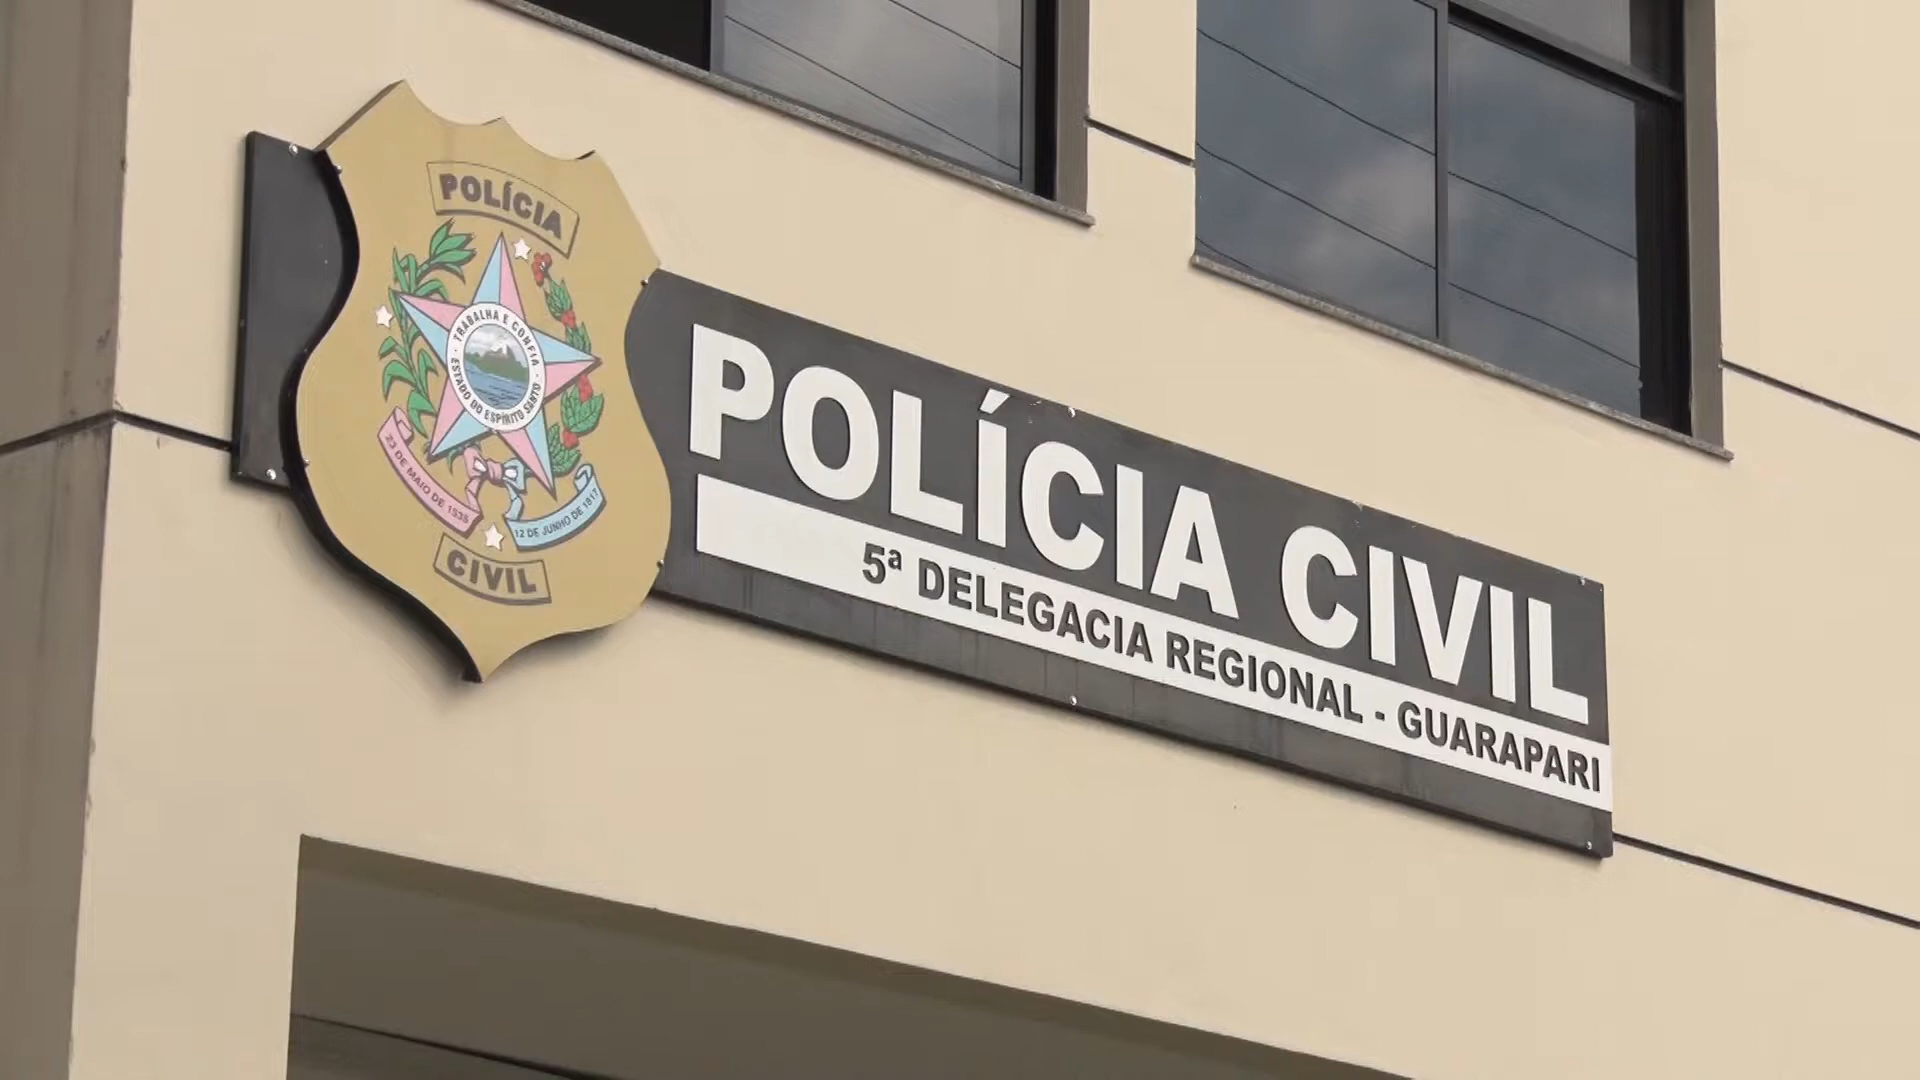 POLÍCIA
TRABALHA E CONFIA
ESTADO DO ESPÍRITO SANTO
23 DE MAIO DE 1535
12 DE JUNHO DE 1817
CIVIL
POLÍCIA CIVIL
5ª DELEGACIA REGIONAL - GUARAPARI